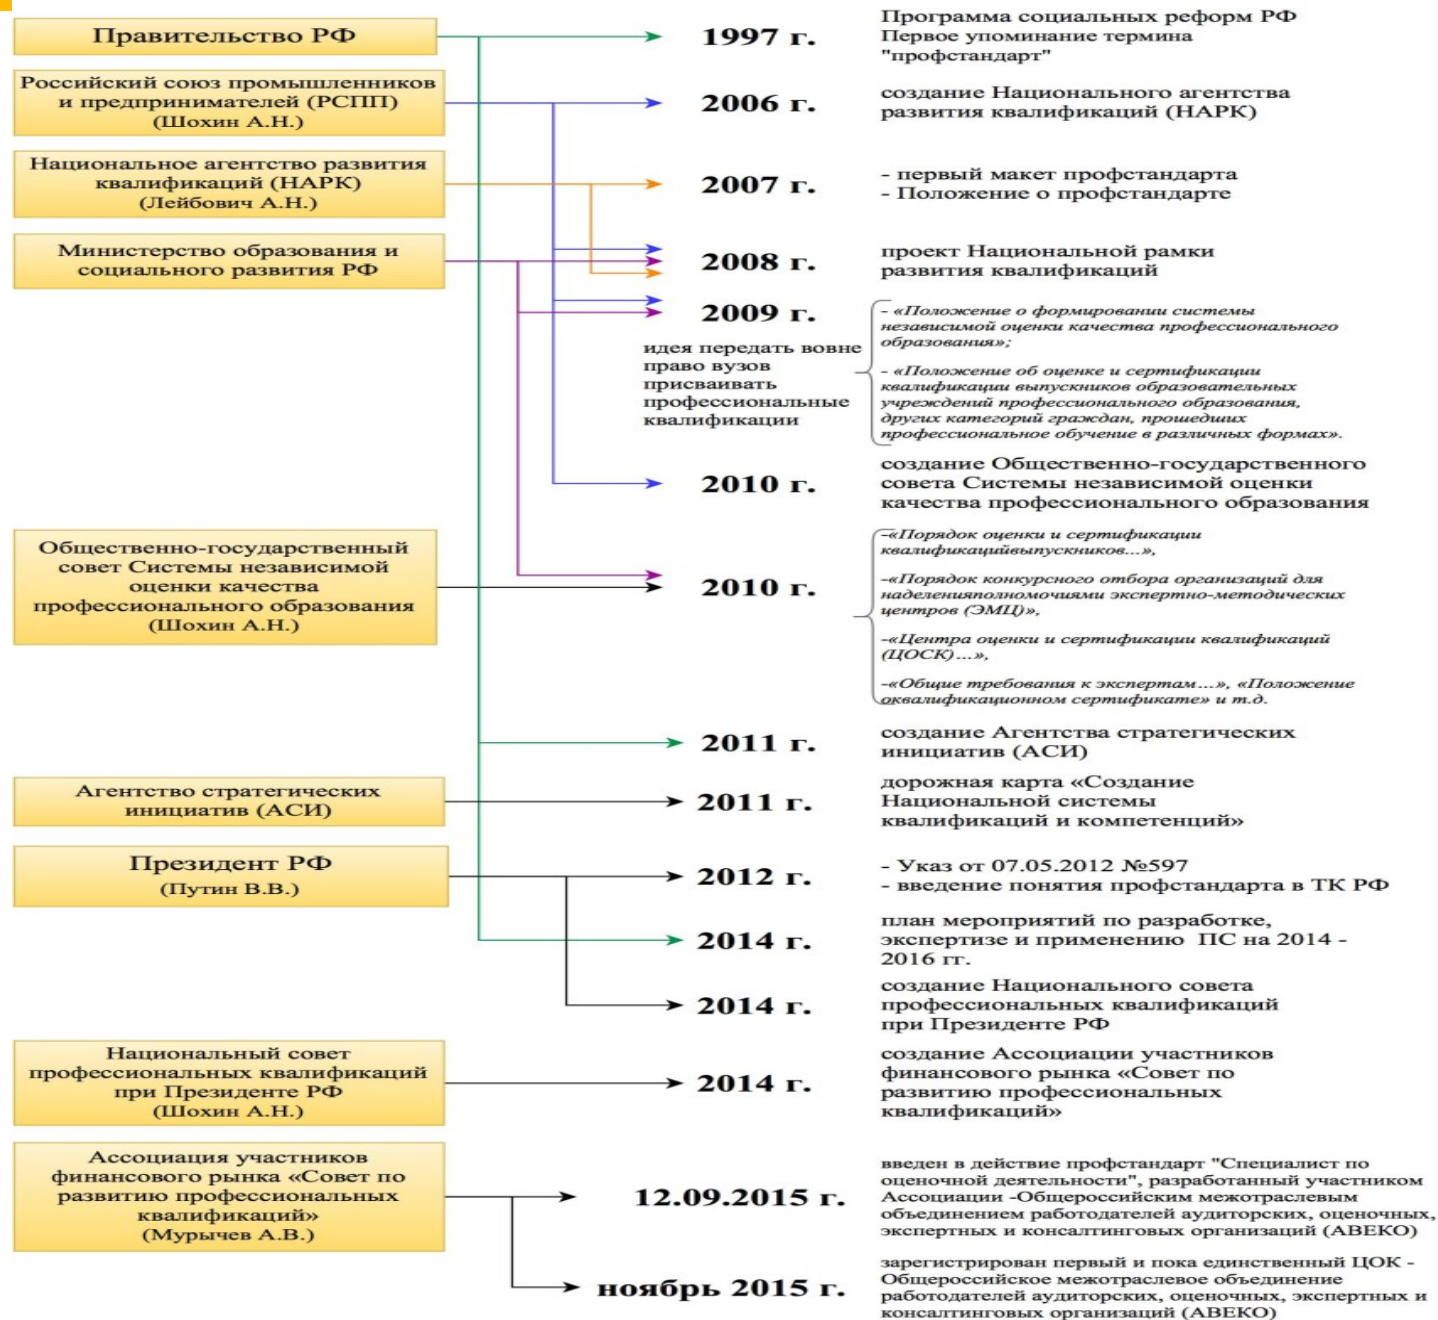 Правительство РФ
1997 г.
Программа социальных реформ РФ
Первое упоминание термина
"профстандарт"
Российский союз промышленников
и предпринимателей (РСПП)
(Шохин А.Н.)
2006 г.
создание Национального агентства
развития квалификаций (НАРК)
Национальное агентство развития
квалификаций (НАРК)
(Лейбович А.Н.)
2007 г.
- первый макет профстандарта
- Положение о профстандарте
Министерство образования и
социального развития РФ
2008 г.
проект Национальной рамки
развития квалификаций
2009 г.
идея передать вовне
право вузов
присваивать
профессиональные
квалификации
- «Положение о формировании системы
независимой оценки качества профессионального
образования»;
- «Положение об оценке и сертификации
квалификации выпускников образовательных
учреждений профессионального образования,
других категорий граждан, прошедших
профессиональное обучение в различных формах».
2010 г.
создание Общественно-государственного
совета Системы независимой оценки
качества профессионального образования
Общественно-государственный
совет Системы независимой
оценки качества
профессионального образования
(Шохин А.Н.)
2010 г.
-«Порядок оценки и сертификации
квалификацийвыпускников...»,
-«Порядок конкурсного отбора организаций для
наделенияполномочиями экспертно-методических
центров (ЭМЦ)»,
-«Центра оценки и сертификации квалификаций
(ЦОСК)...»,
-«Общие требования к экспертам...», «Положение
оквалификационном сертификате» и т.д.
2011 г.
создание Агентства стратегических
инициатив (АСИ)
Агентство стратегических
инициатив (АСИ)
2011 г.
дорожная карта «Создание
Национальной системы
квалификаций и компетенций»
Президент РФ
(Путин В.В.)
2012 г.
- Указ от 07.05.2012 №597
- введение понятия профстандарта в ТК РФ
2014 г.
план мероприятий по разработке,
экспертизе и применению ПС на 2014 -
2016 гг.
2014 г.
создание Национального совета
профессиональных квалификаций
при Президенте РФ
Национальный совет
профессиональных квалификаций
при Президенте РФ
(Шохин А.Н.)
2014 г.
создание Ассоциации участников
финансового рынка «Совет по
развитию профессиональных
квалификаций»
Ассоциация участников
финансового рынка «Совет по
развитию профессиональных
квалификаций»
(Мурычев А.В.)
12.09.2015 г.
введен в действие профстандарт "Специалист по
оценочной деятельности", разработанный участником
Ассоциации -Общероссийским межотраслевым
объединением работодателей аудиторских, оценочных,
экспертных и консалтинговых организаций (АВЕКО)
ноябрь 2015 г.
зарегистрирован первый и пока единственный ЦОК -
Общероссийское межотраслевое объединение
работодателей аудиторских, оценочных, экспертных и
консалтинговых организаций (АВЕКО)